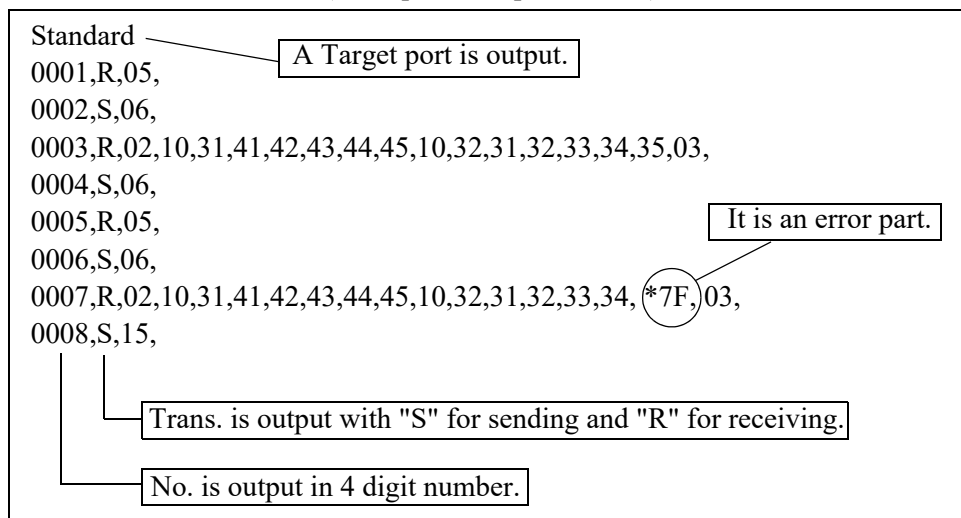 Standard
A Target port is output.
0001,R,05,
0002,S,06,
0003,R,02,10,31,41,42,43,44,45,10,32,31,32,33,34,35,03,
0004,S,06,
0005,R,05,
It is an error part.
0006,S,06,
0007,R,02,10,31,41,42,43,44,45,10,32,31,32,33,34, *7F, 03,
0008,S,15,
Trans. is output with "S" for sending and "R" for receiving.
No. is output in 4 digit number.